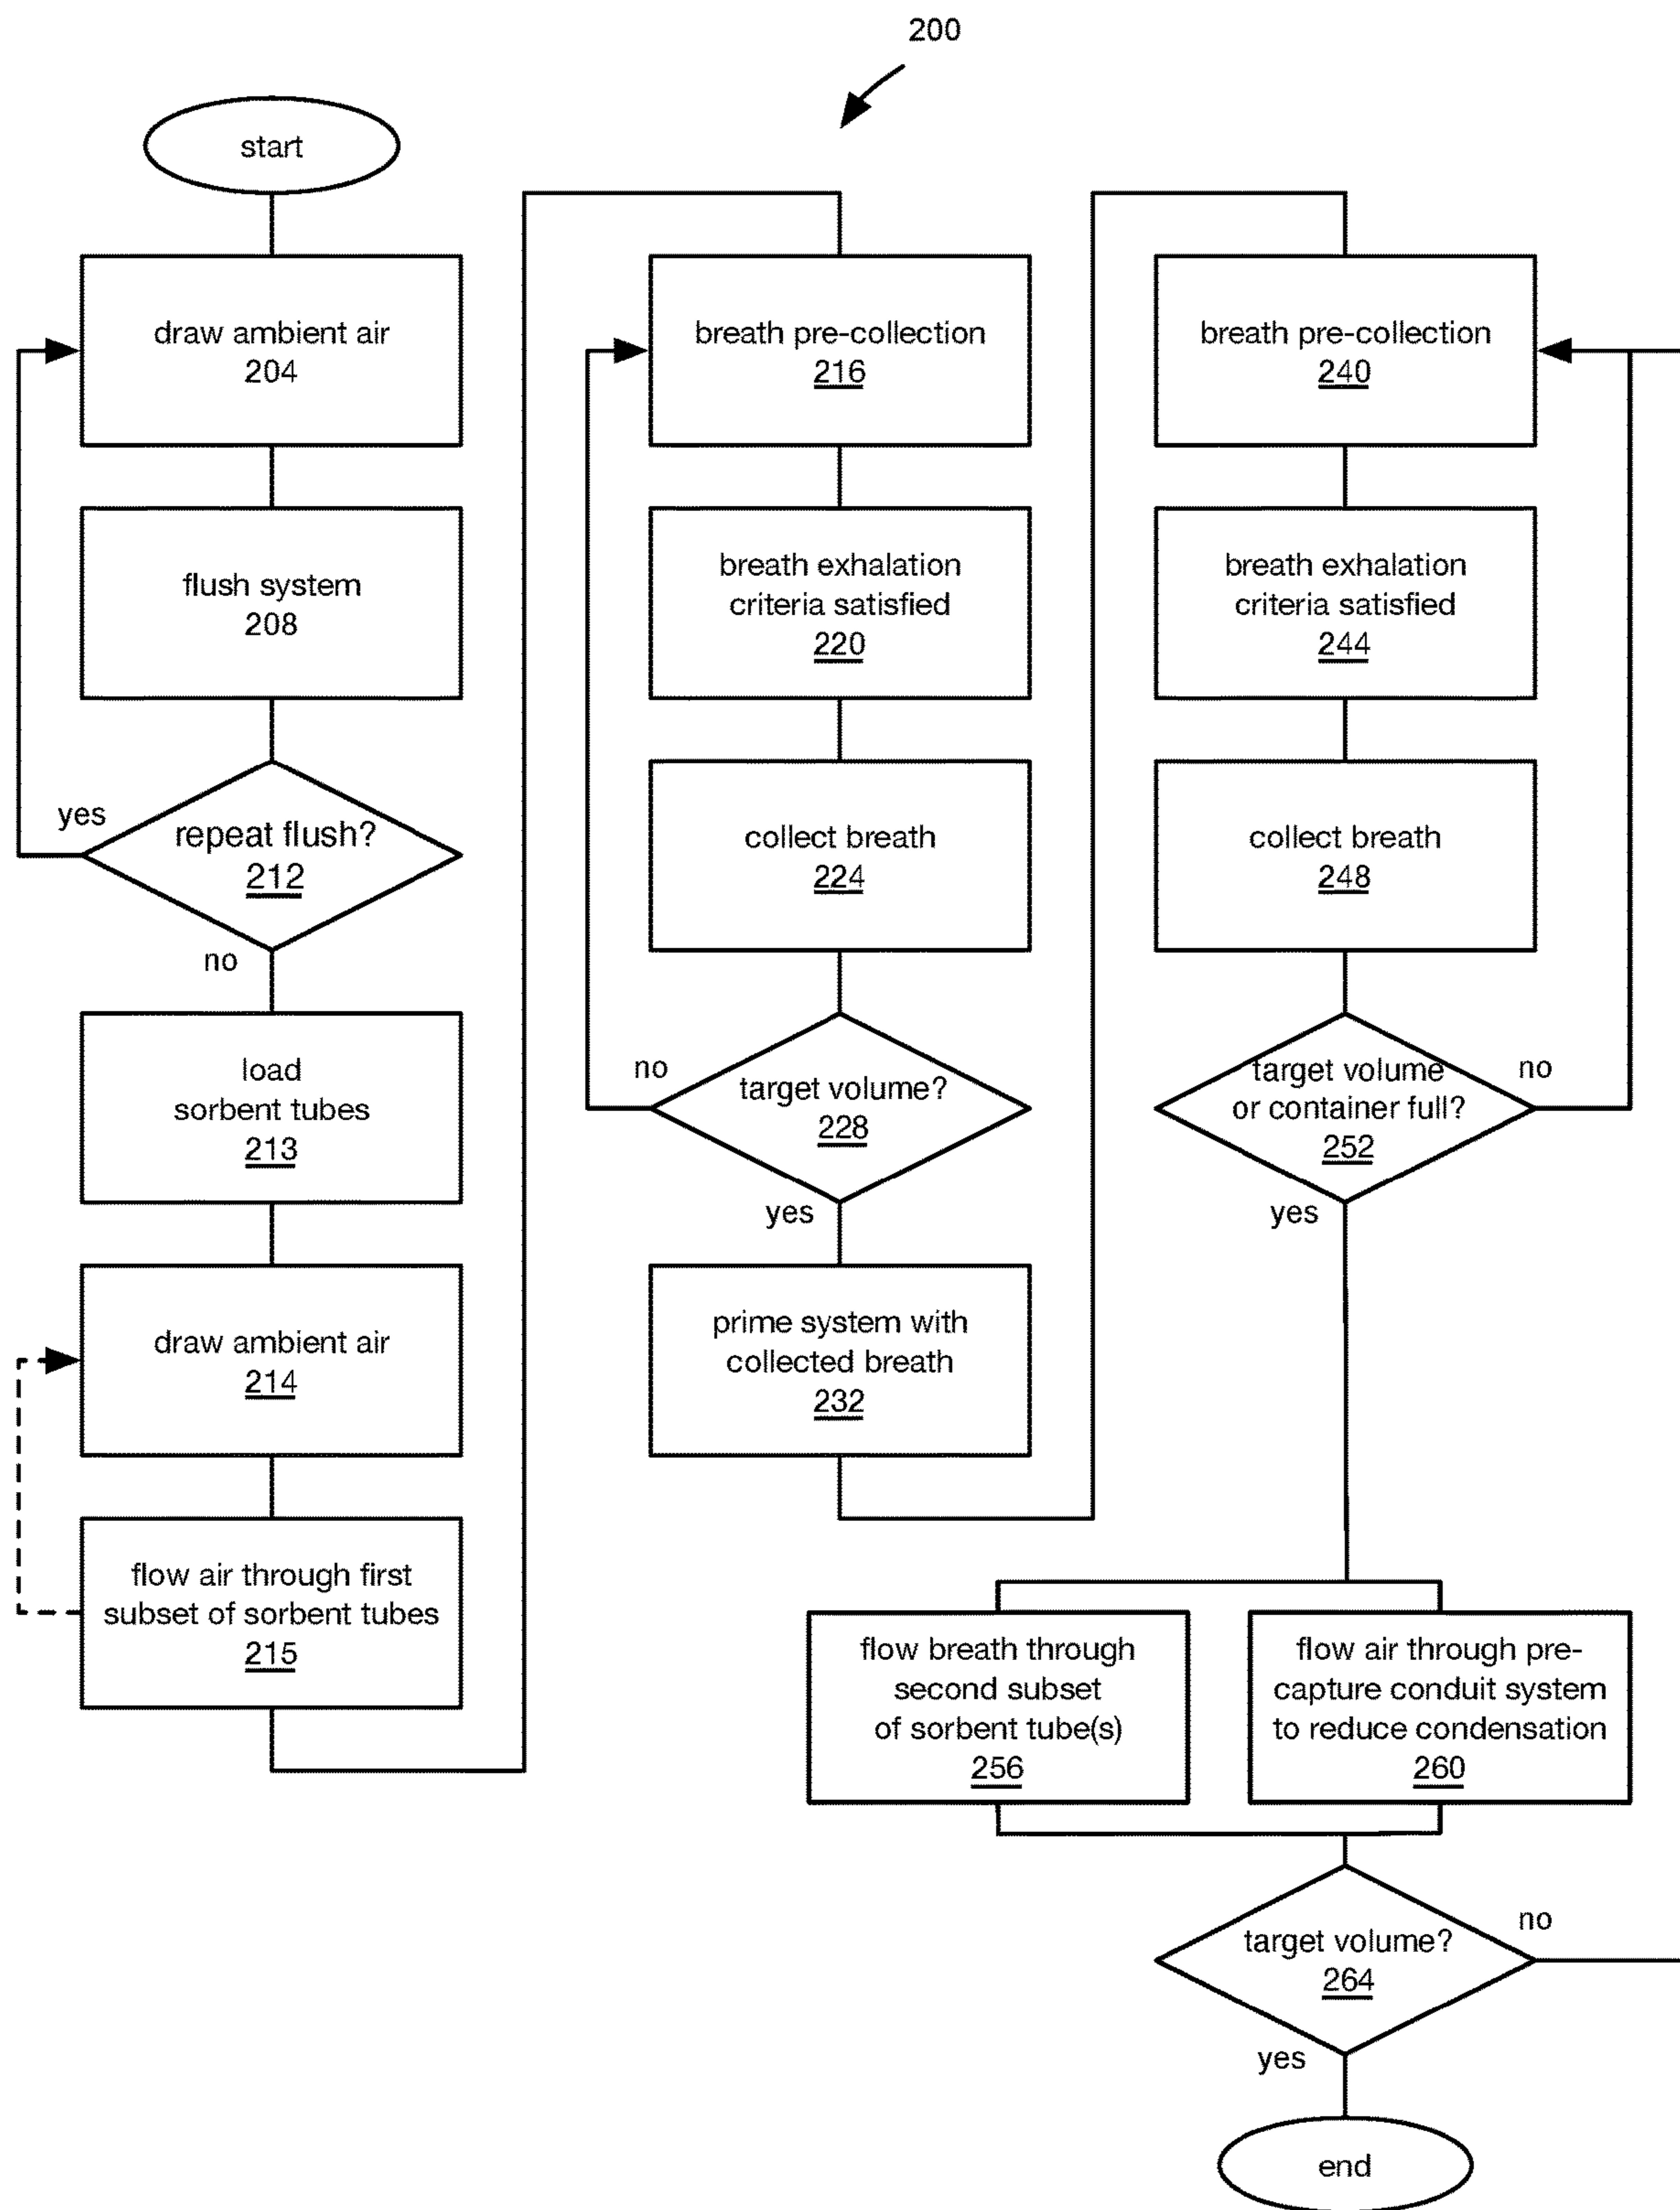 200
start
draw ambient air
204
flush system
208
yes
repeat flush?
212
no
load
sorbent tubes
213
draw ambient air
214
flow air through first
subset of sorbent tubes
215
breath pre-collection
216
breath exhalation
criteria satisfied
220
collect breath
224
no
target volume?
228
yes
prime system with
collected breath
232
breath pre-collection
240
breath exhalation
criteria satisfied
244
collect breath
248
no
target volume
or container full?
252
yes
flow breath through
second subset
of sorbent tube(s)
256
flow air through pre-
capture conduit system
to reduce condensation
260
no
target volume?
264
yes
end